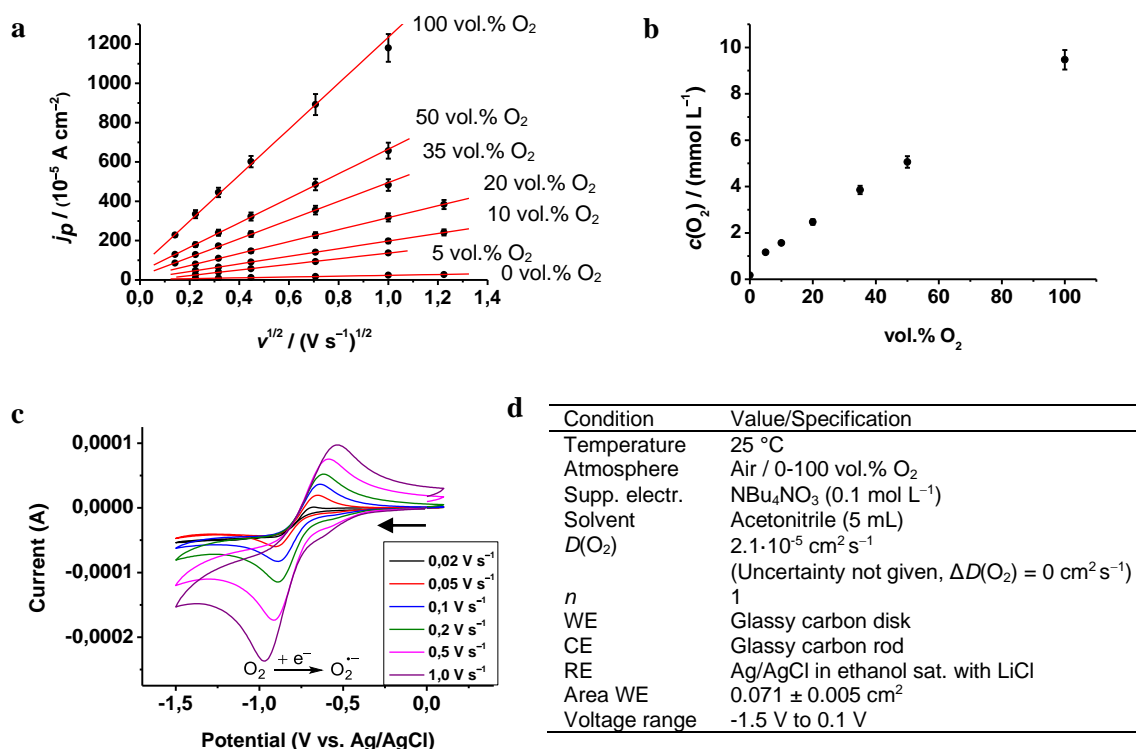 a
100 vol.% O₂
50 vol.% O₂
35 vol.% O₂
20 vol.% O₂
10 vol.% O₂
5 vol.% O₂
0 vol.% O₂
1200
1000
800
600
400
200
0
0,0 0,2 0,4 0,6 0,8 1,0 1,2 1,4
jₚ / (10⁻⁵ A cm⁻²)
v¹ᐟ² / (V s⁻¹)¹ᐟ²
b
10
8
6
4
2
0
0 20 40 60 80 100
c(O₂) / (mmol L⁻¹)
vol.% O₂
c
0,0001
0,0000
-0,0001
-0,0002
-1,5 -1,0 -0,5 0,0
Current (A)
Potential (V vs. Ag/AgCl)
0,02 V s⁻¹
0,05 V s⁻¹
0,1 V s⁻¹
0,2 V s⁻¹
0,5 V s⁻¹
1,0 V s⁻¹
O₂ + e⁻ → O₂•−
d
Condition Value/Specification
Temperature 25 °C
Atmosphere Air / 0-100 vol.% O₂
Supp. electr. NBu₄NO₃ (0.1 mol L⁻¹)
Solvent Acetonitrile (5 mL)
D(O₂) 2.1·10⁻⁵ cm² s⁻¹
(Uncertainty not given, ΔD(O₂) = 0 cm² s⁻¹)
n 1
WE Glassy carbon disk
CE Glassy carbon rod
RE Ag/AgCl in ethanol sat. with LiCl
Area WE 0.071 ± 0.005 cm²
Voltage range -1.5 V to 0.1 V